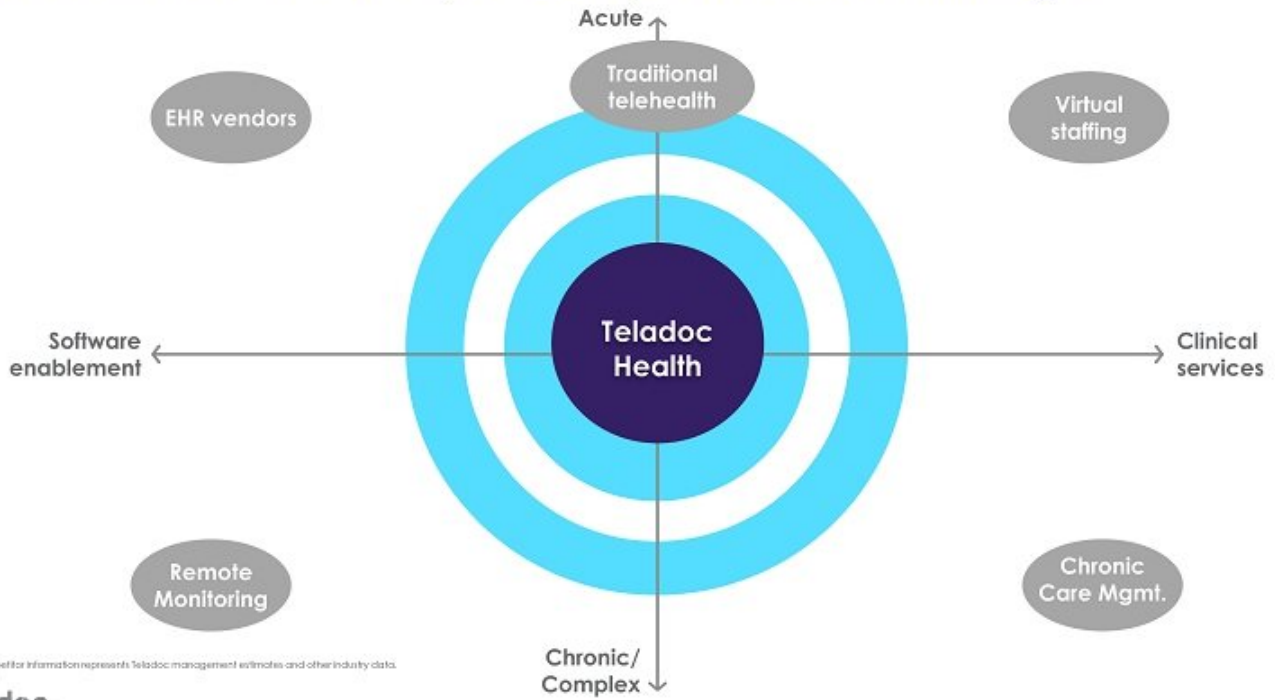 Acute
Traditional
telehealth
EHR vendors
Virtual
staffing
Teladoc
Health
Software
enablement
Clinical
services
Remote
Monitoring
Chronic
Care Mgmt.
information represents Teladoc management estimates and other industry data.
Chronic/
Complex